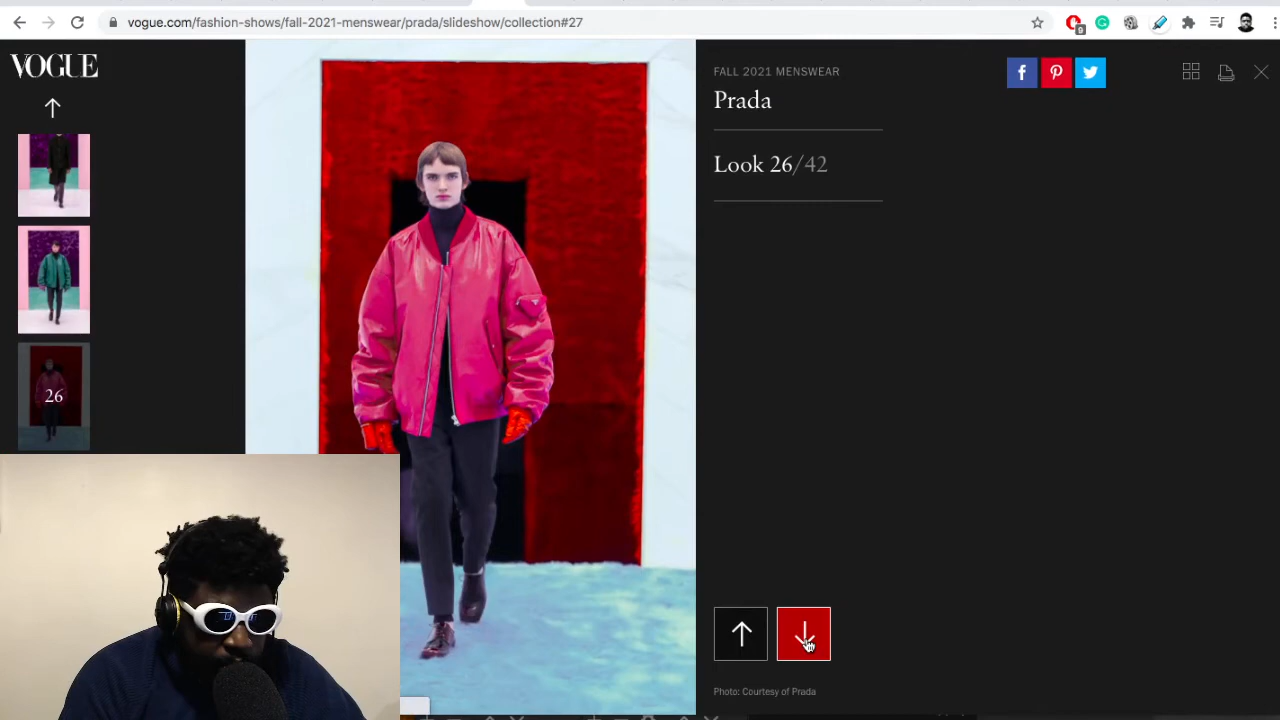 vogue.com/fashion-shows/fall-2021-menswear/prada/slideshow/collection#27
9
VOGUE
26
FALL 2021 MENSWEAR
Prada
Look 26/42
Photo: Courtesy of Prada